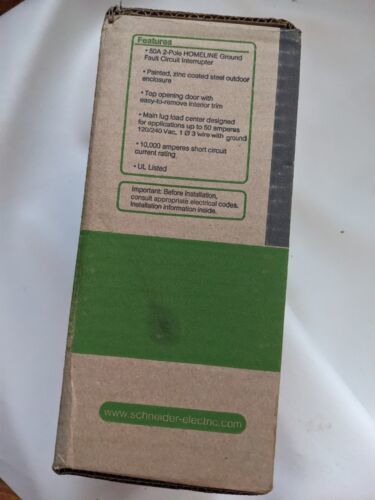 Features
• 50A 2-Pole HOMELINE Ground
Fault Circuit Interrupter
• Painted, zinc coated steel outdoor
enclosure
• Top opening door with
easy-to-remove interior trim
• Main lug load center designed
for applications up to 50 amperes
120/240 Vac, 1 Ø 3 wire with ground
• 10,000 amperes short circuit
current rating
• UL Listed
Important: Before installation,
consult appropriate electrical codes.
Installation information inside.
www.schneider-electric.com